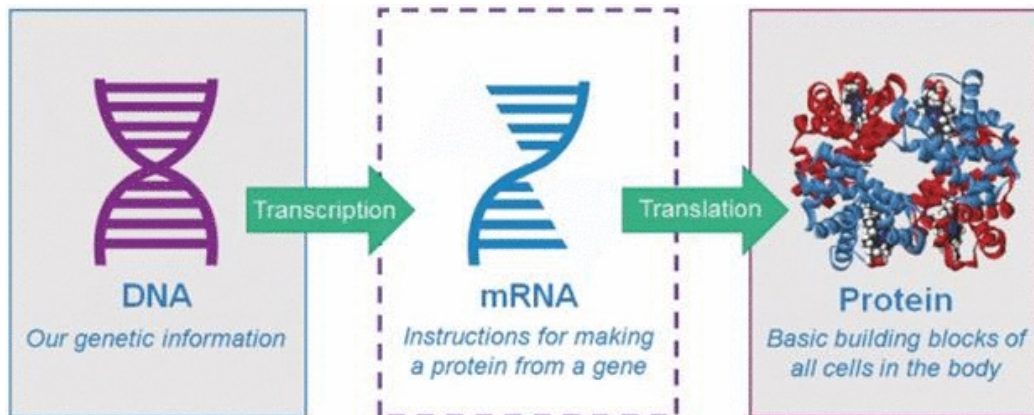 DNA
Our genetic information
Transcription
mRNA
Instructions for making
a protein from a gene
Translation
Protein
Basic building blocks of
all cells in the body